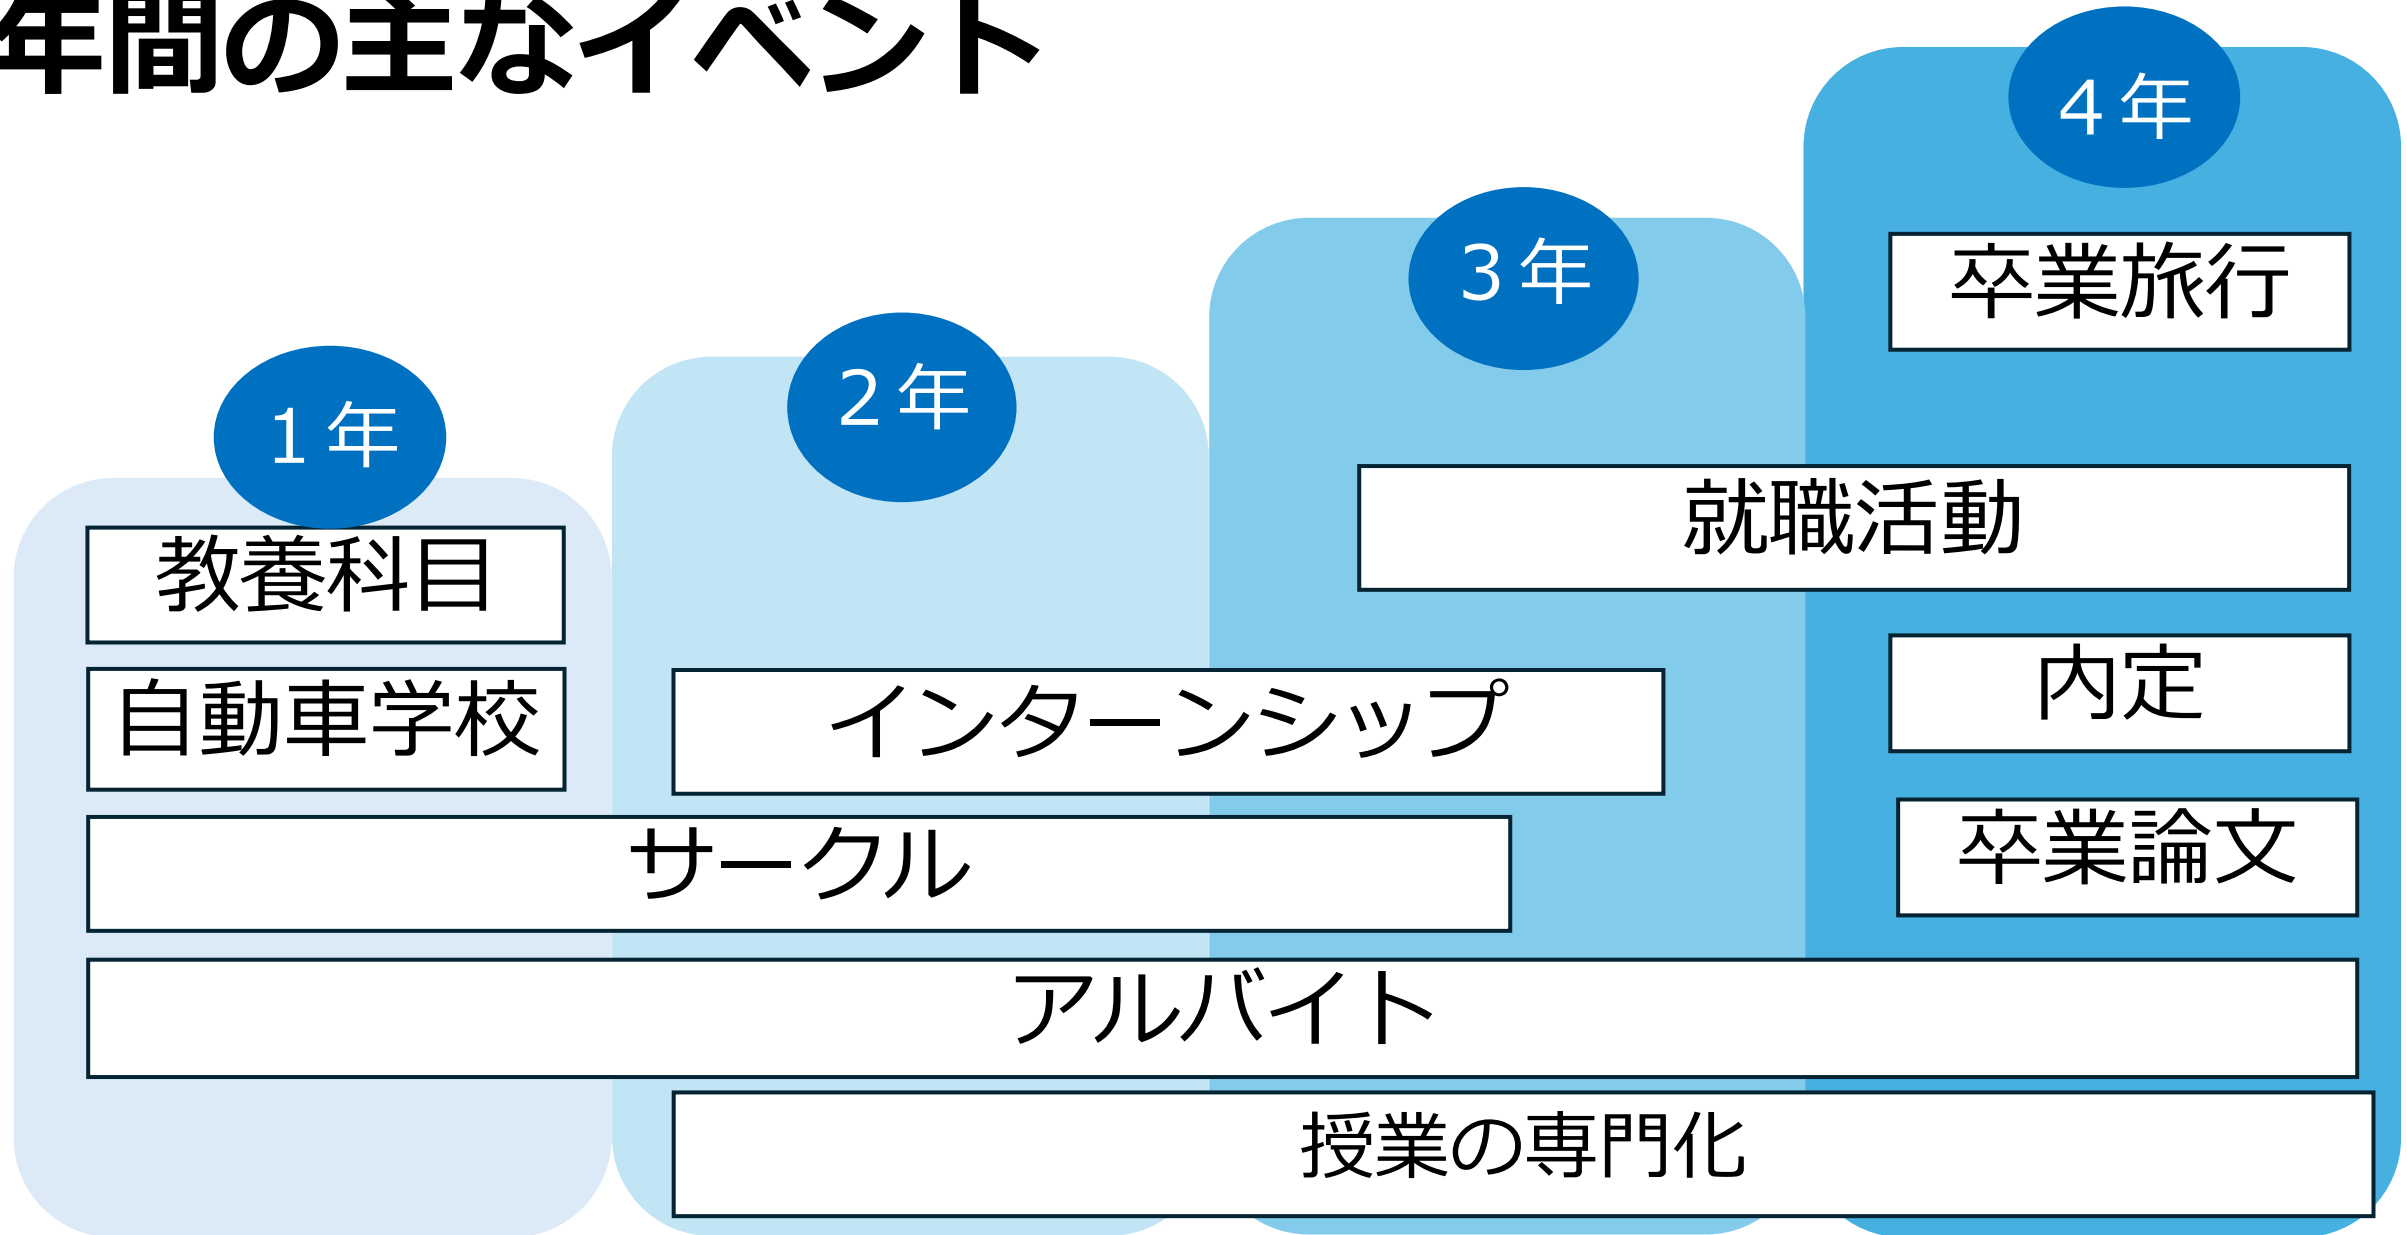 年間の主なイベント
４年
３年
２年
１年
卒業旅行
就職活動
教養科目
内定
自動車学校
インターンシップ
サークル
卒業論文
アルバイト
授業の専門化